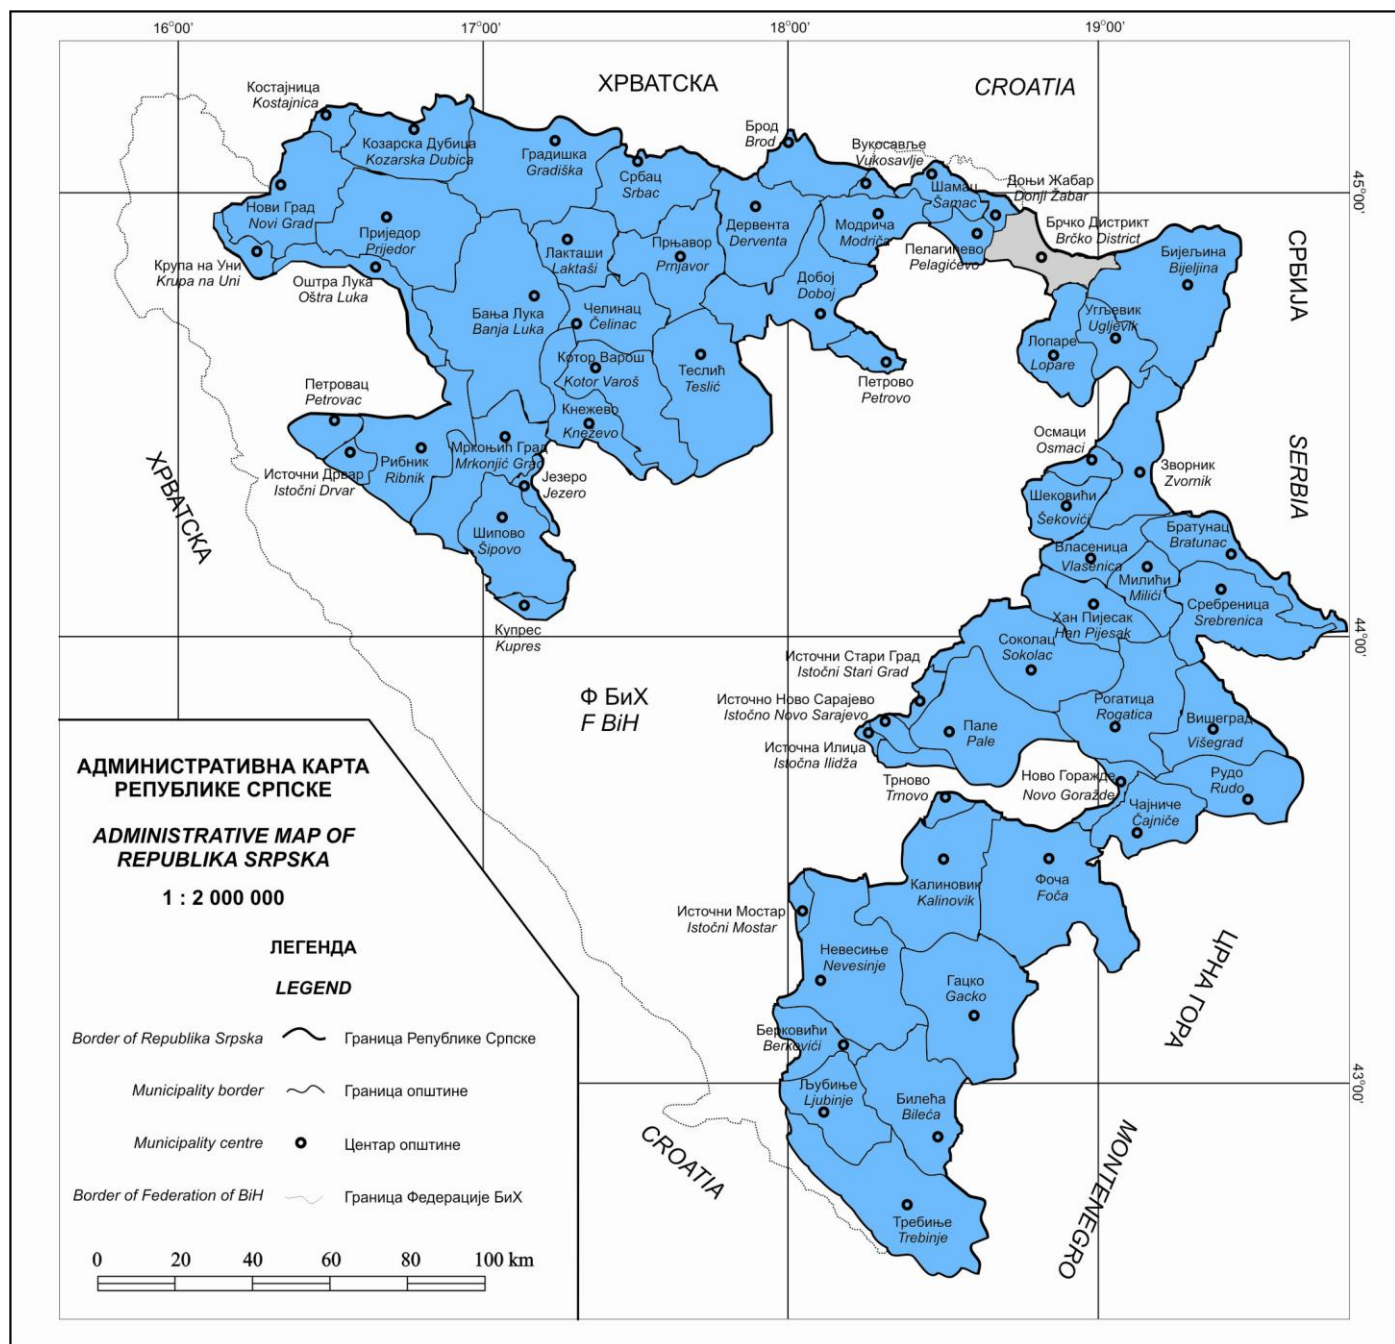 16°00'
17°00'
18°00'
19°00'
ХРВАТСКА
CROATIA
Костајница
Kostajnica
Козарска Дубица
Kozarska Dubica
Градишка
Gradiška
Србац
Srbac
Брод
Brod
Вукосавље
Vukosavlje
Шамац
Šamac
Доњи Жабар
Donji Žabar
45°00'
Нови Град
Novi Grad
Приједор
Prijedor
Дервента
Derventa
Модрича
Modriča
Брчко Дистрикт
Brčko District
Пелагићево
Pelagićevo
Бијељина
Bijeljina
СРБИЈА
Крупа на Уни
Krupa na Uni
Оштра Лука
Oštra Luka
Лакташи
Laktaši
Прњавор
Prnjavor
Добој
Doboj
Бања Лука
Banja Luka
Челинац
Čelinac
Угљевик
Ugljevik
Лопаре
Lopare
Котор Варош
Kotor Varoš
Теслић
Teslić
Петрово
Petrovo
Петровац
Petrovac
Кнежево
Knezevo
Осмаци
Osmaci
SERBIA
ХРВАТСКА
Источни Дрвар
Istočni Drvar
Рибник
Ribnik
Мркоњић Град
Mrkonjić Grad
Језеро
Jezero
Зворник
Zvornik
Шековићи
Šekovići
Шипово
Šipovo
Братунац
Bratunac
Власеница
Vlasenica
Милићи
Milići
Сребреница
Srebrenica
Купрес
Kupres
Хан Пијесак
Han Pijesak
44°00'
Соколац
Sokolac
Источни Стари Град
Istočni Stari Grad
Ф БиХ
F BiH
Источно Ново Сарајево
Istočno Novo Sarajevo
Рогатица
Rogatica
Вишеград
Višegrad
Пале
Pale
Источна Илиџа
Istočna Ilidža
Трново
Trnovo
Ново Горажде
Novo Goražde
Рудо
Rudo
Чајниче
Čajniče
Калиновик
Kalinovik
Фоча
Foča
Источни Мостар
Istočni Mostar
Невесиње
Nevesinje
Гацко
Gacko
ЦРНА ГОРА
Берковићи
Berkovići
43°00'
Љубиње
Ljubinje
Билећа
Bileća
CROATIA
MONTENEGRO
Требиње
Trebinje
АДМИНИСТРАТИВНА КАРТА
РЕПУБЛИКЕ СРПСКЕ
ADMINISTRATIVE MAP OF
REPUBLIKA SRPSKA
1 : 2 000 000
ЛЕГЕНДА
LEGEND
Border of Republika Srpska Граница Републике Српске
Municipality border Граница општине
Municipality centre Центар општине
Border of Federation of BiH Граница Федерације БиХ
0 20 40 60 80 100 km